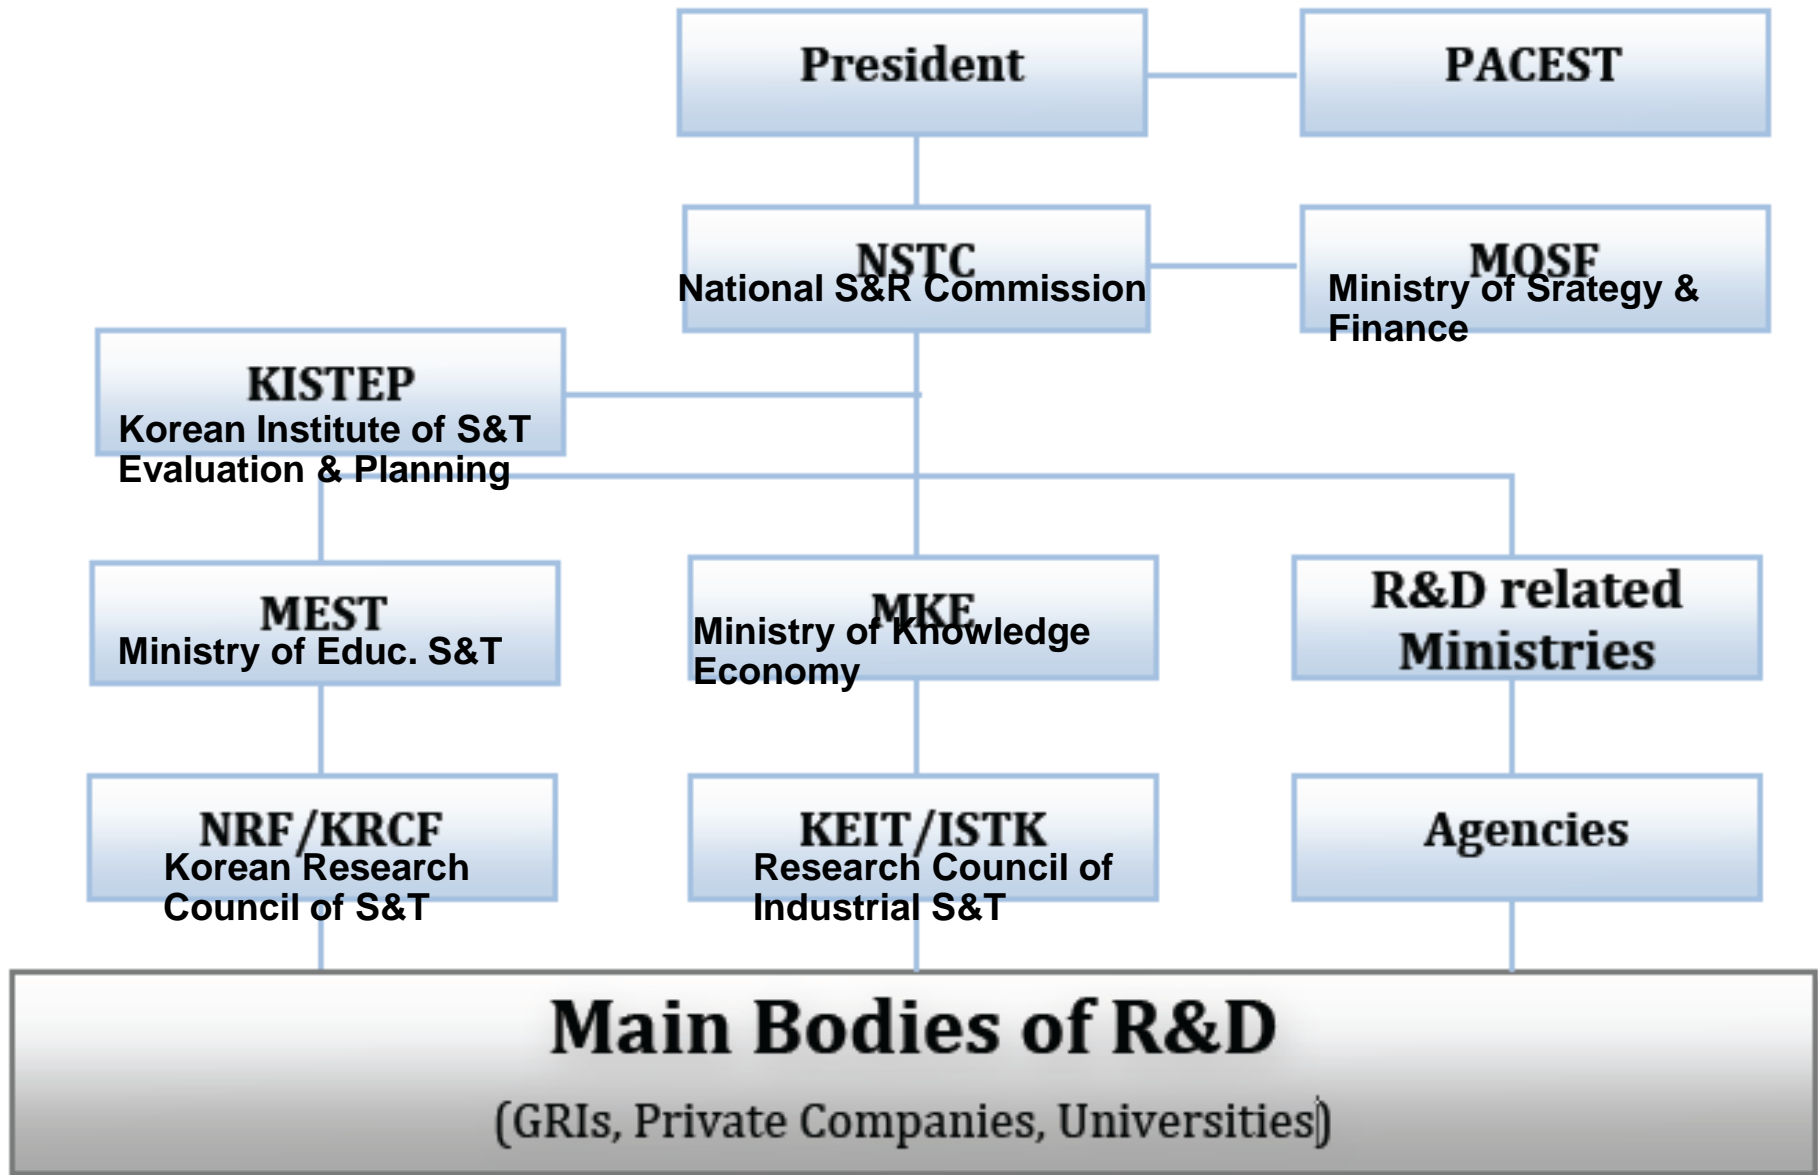 President
PACEST
NSTC
National S&R Commission
MOSF
Ministry of Srategy &
Finance
KISTEP
Korean Institute of S&T
Evaluation & Planning
MEST
Ministry of Educ. S&T
MKE
Ministry of Knowledge
Economy
R&D related
Ministries
NRF/KRCF
Korean Research
Council of S&T
KEIT/ISTK
Research Council of
Industrial S&T
Agencies
Main Bodies of R&D
(GRIs, Private Companies, Universities)